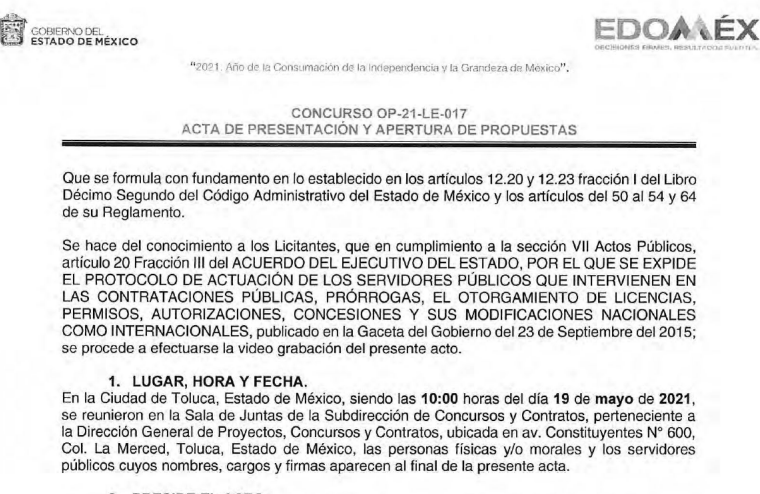 GOBIERNO DEL
ESTADO DE MÉXICO
EDOMÉX
DECISIONES FIRMES, RESULTADOS FUERTES.
"2021. Año de la Consumación de la Independencia y la Grandeza de México".
CONCURSO OP-21-LE-017
ACTA DE PRESENTACIÓN Y APERTURA DE PROPUESTAS
Que se formula con fundamento en lo establecido en los artículos 12.20 y 12.23 fracción I del Libro
Décimo Segundo del Código Administrativo del Estado de México y los artículos del 50 al 54 y 64
de su Reglamento.
Se hace del conocimiento a los Licitantes, que en cumplimiento a la sección VII Actos Públicos,
artículo 20 Fracción III del ACUERDO DEL EJECUTIVO DEL ESTADO, POR EL QUE SE EXPIDE
EL PROTOCOLO DE ACTUACIÓN DE LOS SERVIDORES PÚBLICOS QUE INTERVIENEN EN
LAS CONTRATACIONES PÚBLICAS, PRÓRROGAS, EL OTORGAMIENTO DE LICENCIAS,
PERMISOS, AUTORIZACIONES, CONCESIONES Y SUS MODIFICACIONES NACIONALES
COMO INTERNACIONALES, publicado en la Gaceta del Gobierno del 23 de Septiembre del 2015;
se procede a efectuarse la video grabación del presente acto.
1. LUGAR, HORA Y FECHA.
En la Ciudad de Toluca, Estado de México, siendo las 10:00 horas del día 19 de mayo de 2021,
se reunieron en la Sala de Juntas de la Subdirección de Concursos y Contratos, perteneciente a
la Dirección General de Proyectos, Concursos y Contratos, ubicada en av. Constituyentes N° 600,
Col. La Merced, Toluca, Estado de México, las personas físicas y/o morales y los servidores
públicos cuyos nombres, cargos y firmas aparecen al final de la presente acta.